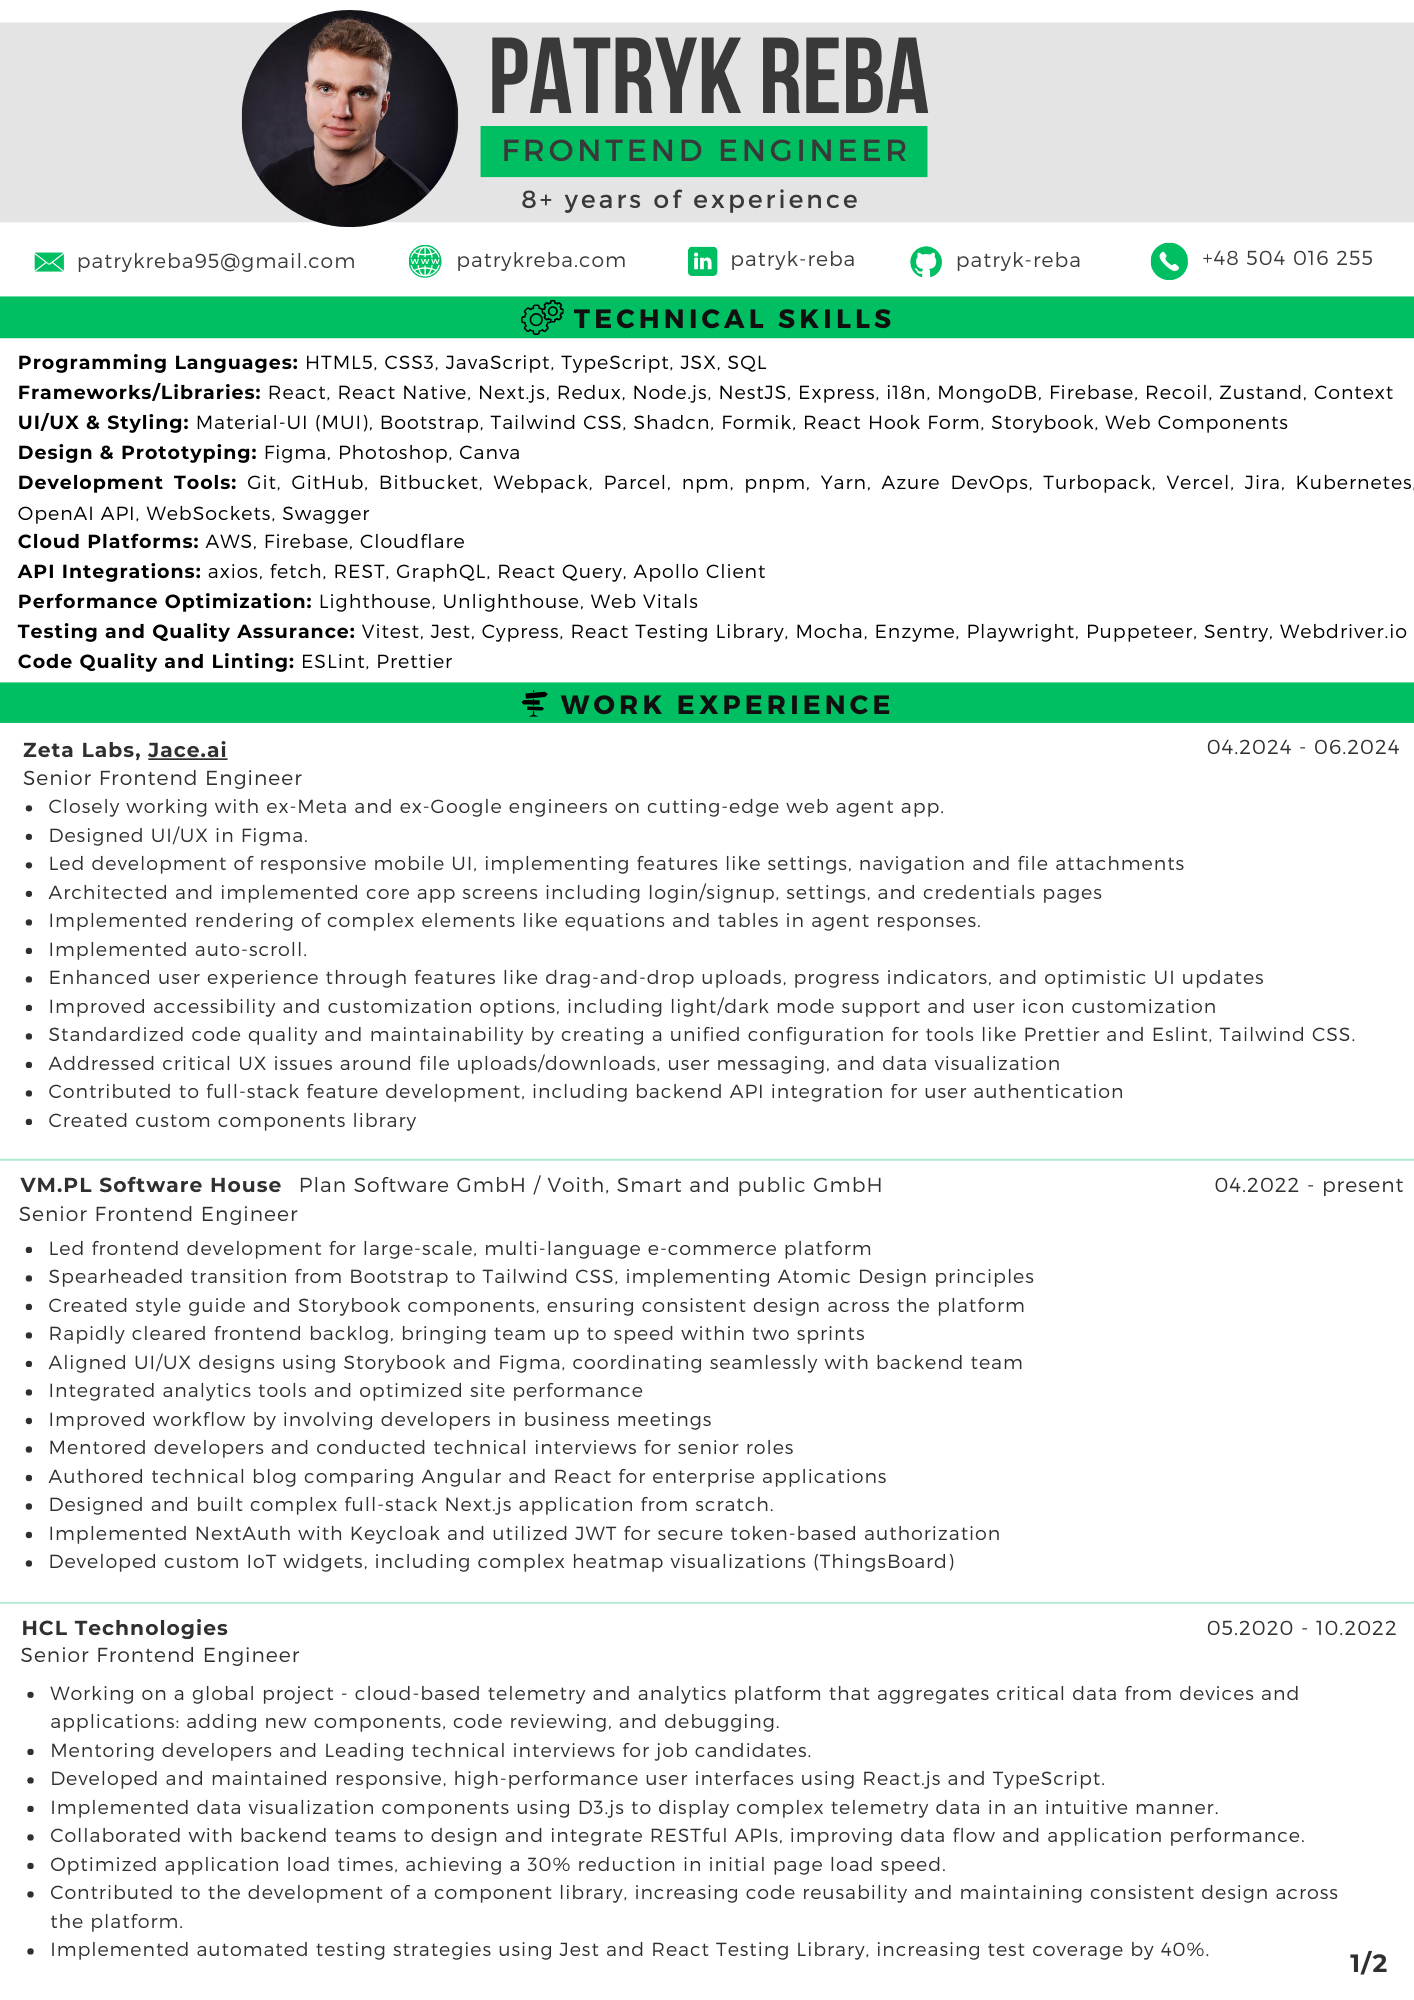 PATRYK REBA
FRONTEND ENGINEER
8+ years of experience
patrykreba95@gmail.com
www
patrykreba.com
in
patryk-reba
patryk-reba
+48 504 016 255
TECHNICAL SKILLS
Programming Languages: HTML5, CSS3, JavaScript, TypeScript, JSX, SQL
Frameworks/Libraries: React, React Native, Next.js, Redux, Node.js, NestJS, Express, i18n, MongoDB, Firebase, Recoil, Zustand, Context
UI/UX & Styling: Material-UI (MUI), Bootstrap, Tailwind CSS, Shadcn, Formik, React Hook Form, Storybook, Web Components
Design & Prototyping: Figma, Photoshop, Canva
Development Tools: Git, GitHub, Bitbucket, Webpack, Parcel, npm, pnpm, Yarn, Azure DevOps, Turbopack, Vercel, Jira, Kubernetes,
OpenAI API, WebSockets, Swagger
Cloud Platforms: AWS, Firebase, Cloudflare
API Integrations: axios, fetch, REST, GraphQL, React Query, Apollo Client
Performance Optimization: Lighthouse, Unlighthouse, Web Vitals
Testing and Quality Assurance: Vitest, Jest, Cypress, React Testing Library, Mocha, Enzyme, Playwright, Puppeteer, Sentry, Webdriver.io
Code Quality and Linting: ESLint, Prettier
WORK EXPERIENCE
Zeta Labs, Jace.ai 04.2024 - 06.2024
Senior Frontend Engineer
• Closely working with ex-Meta and ex-Google engineers on cutting-edge web agent app.
• Designed UI/UX in Figma.
• Led development of responsive mobile UI, implementing features like settings, navigation and file attachments
• Architected and implemented core app screens including login/signup, settings, and credentials pages
• Implemented rendering of complex elements like equations and tables in agent responses.
• Implemented auto-scroll.
• Enhanced user experience through features like drag-and-drop uploads, progress indicators, and optimistic UI updates
• Improved accessibility and customization options, including light/dark mode support and user icon customization
• Standardized code quality and maintainability by creating a unified configuration for tools like Prettier and Eslint, Tailwind CSS.
• Addressed critical UX issues around file uploads/downloads, user messaging, and data visualization
• Contributed to full-stack feature development, including backend API integration for user authentication
• Created custom components library
VM.PL Software House Plan Software GmbH / Voith, Smart and public GmbH 04.2022 - present
Senior Frontend Engineer
• Led frontend development for large-scale, multi-language e-commerce platform
• Spearheaded transition from Bootstrap to Tailwind CSS, implementing Atomic Design principles
• Created style guide and Storybook components, ensuring consistent design across the platform
• Rapidly cleared frontend backlog, bringing team up to speed within two sprints
• Aligned UI/UX designs using Storybook and Figma, coordinating seamlessly with backend team
• Integrated analytics tools and optimized site performance
• Improved workflow by involving developers in business meetings
• Mentored developers and conducted technical interviews for senior roles
• Authored technical blog comparing Angular and React for enterprise applications
• Designed and built complex full-stack Next.js application from scratch.
• Implemented NextAuth with Keycloak and utilized JWT for secure token-based authorization
• Developed custom IoT widgets, including complex heatmap visualizations (ThingsBoard)
HCL Technologies 05.2020 - 10.2022
Senior Frontend Engineer
• Working on a global project - cloud-based telemetry and analytics platform that aggregates critical data from devices and
applications: adding new components, code reviewing, and debugging.
• Mentoring developers and Leading technical interviews for job candidates.
• Developed and maintained responsive, high-performance user interfaces using React.js and TypeScript.
• Implemented data visualization components using D3.js to display complex telemetry data in an intuitive manner.
• Collaborated with backend teams to design and integrate RESTful APIs, improving data flow and application performance.
• Optimized application load times, achieving a 30% reduction in initial page load speed.
• Contributed to the development of a component library, increasing code reusability and maintaining consistent design across
the platform.
• Implemented automated testing strategies using Jest and React Testing Library, increasing test coverage by 40%.
1/2